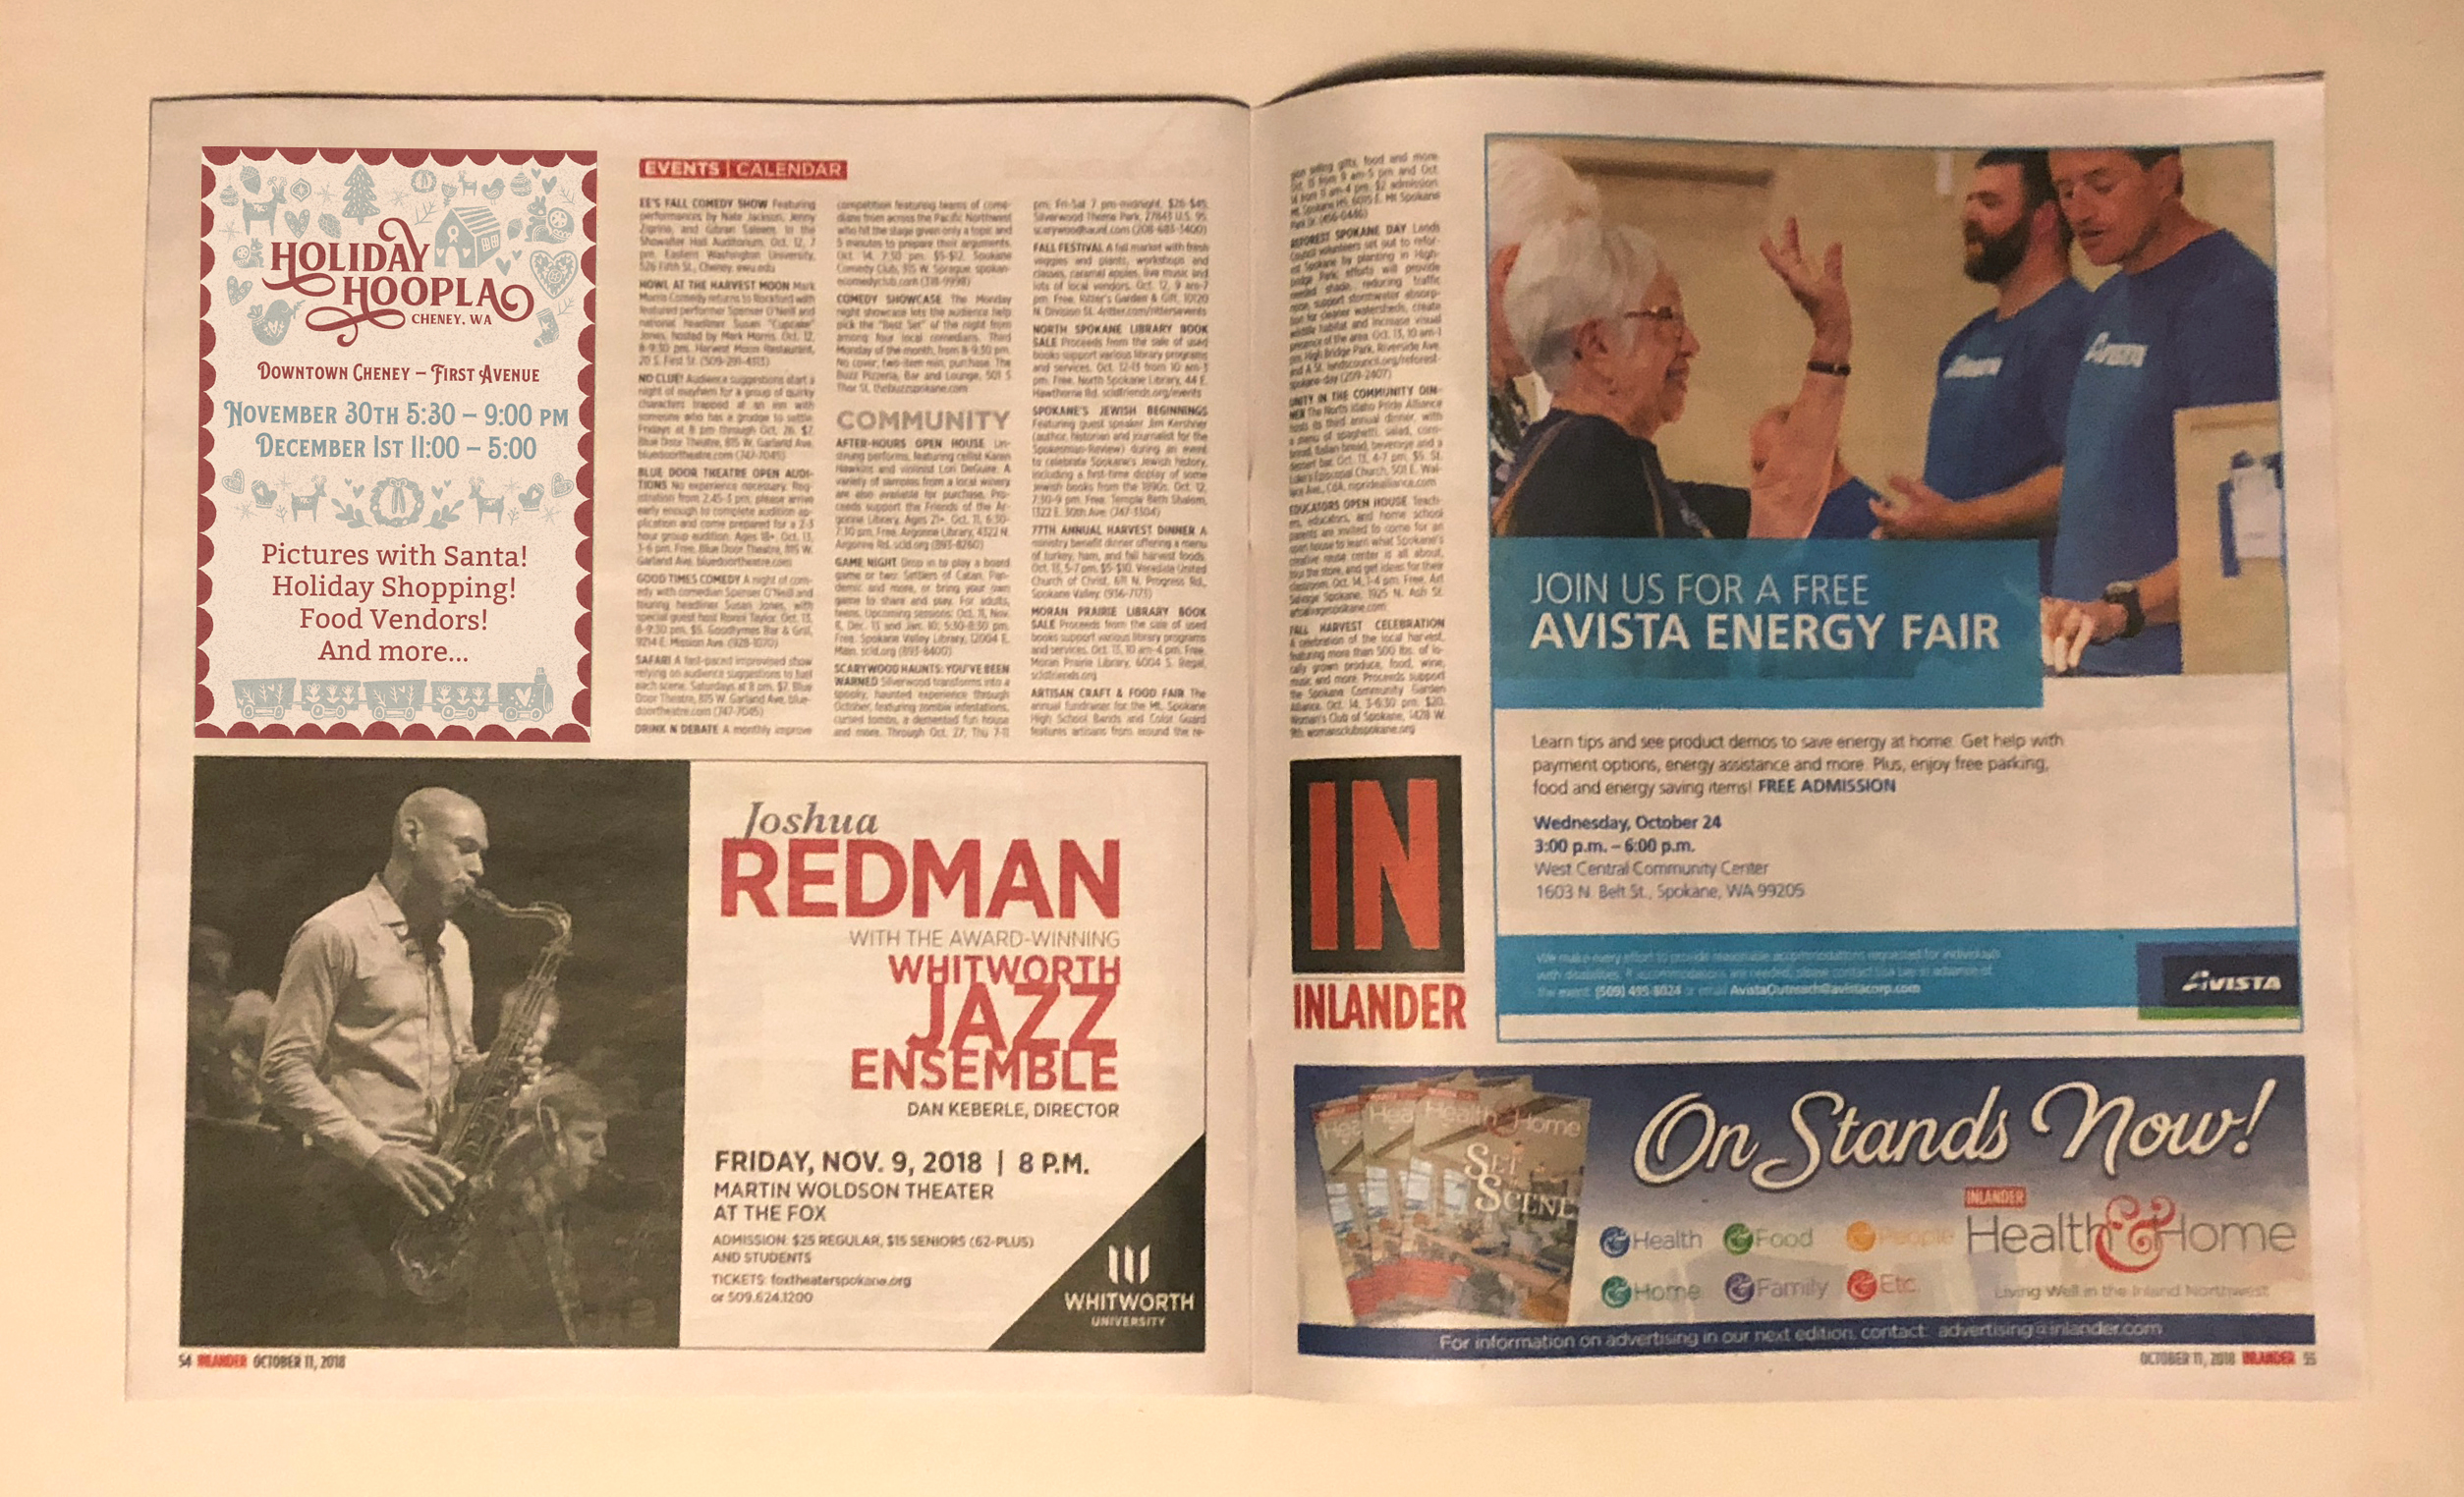 HOLIDAY
HOOPLA
CHENEY, WA
DOWNTOWN CHENEY – FIRST AVENUE
NOVEMBER 30TH 5:30 – 9:00 PM
DECEMBER 1ST 11:00 – 5:00
Pictures with Santa!
Holiday Shopping!
Food Vendors!
And more...
EVENTS | CALENDAR
EE'S FALL COMEDY SHOW Featuring
performances by Nate Jackson, Jenny
Zigrino, and Gibran Saleem. In the
Showalter Hall Auditorium. Oct. 12, 7
pm. Eastern Washington University,
526 Fifth St., Cheney. ewu.edu
HOWL AT THE HARVEST MOON Mark
Morris Comedy returns to Rockford with
featured performer Spenser O'Neill and
national headliner Susan "Cupcake"
Jones, hosted by Mark Morris. Oct. 12,
8-9:30 pm. Harvest Moon Restaurant,
20 S. First St. (509-291-4313)
NO CLUE! Audience suggestions start a
night of mayhem for a group of quirky
characters trapped at an inn with
someone who has a grudge to settle.
Fridays at 8 pm through Oct. 26. $7.
Blue Door Theatre, 815 W. Garland Ave.
bluedoortheatre.com (747-7045)
BLUE DOOR THEATRE OPEN AUDI-
TIONS No experience necessary. Reg-
istration from 2:45-3 pm; please arrive
early enough to complete audition ap-
plication and come prepared for a 2-3
hour group audition. Ages 18+. Oct. 13,
3-6 pm. Free. Blue Door Theatre, 815 W.
Garland Ave. bluedoortheatre.com
GOOD TIMES COMEDY A night of com-
edy with comedian Spenser O'Neill and
touring headliner Susan Jones, with
special guest host Ronni Taylor. Oct. 13,
8-9:30 pm. $5. Goodtymes Bar & Grill,
9214 E. Mission Ave. (928-1070)
SAFARI A fast-paced improvised show
relying on audience suggestions to fuel
each scene. Saturdays at 8 pm. $7. Blue
Door Theatre, 815 W. Garland Ave. blue-
doortheatre.com (747-7045)
DRINK N DEBATE A monthly improve
competition featuring teams of come-
dians from across the Pacific Northwest
who hit the stage given only a topic and
5 minutes to prepare their arguments.
Oct. 14, 7:30 pm. $5-$12. Spokane
Comedy Club, 315 W. Sprague. spokan-
ecomedyclub.com (318-9998)
COMEDY SHOWCASE The Monday
night showcase lets the audience help
pick the "Best Set" of the night from
among four local comedians. Third
Monday of the month, from 8-9:30 pm.
No cover; two-item min. purchase. The
Buzz Pizzeria, Bar and Lounge, 501 S.
Thor St. thebuzzspokane.com
COMMUNITY
AFTER-HOURS OPEN HOUSE Un-
strung performs, featuring cellist Karen
Hawkins and violinist Lori DeGuire. A
variety of samples from a local winery
are also available for purchase. Pro-
ceeds support the Friends of the Ar-
gonne Library. Ages 21+. Oct. 11, 6:30-
7:30 pm. Free. Argonne Library, 4322 N.
Argonne Rd. scld.org (893-8260)
GAME NIGHT Drop in to play a board
game or two: Settlers of Catan, Pan-
demic and more, or bring your own
game to share and play. For adults,
teens. Upcoming sessions: Oct. 11, Nov.
8, Dec. 13 and Jan. 10; 5:30-8:30 pm.
Free. Spokane Valley Library, 12004 E.
Main. scld.org (893-8400)
SCARYWOOD HAUNTS: YOU'VE BEEN
WARNED Silverwood transforms into a
spooky, haunted experience through
October, featuring zombie infestations,
cursed tombs, a demented fun house
and more. Through Oct. 27; Thu 7-11
pm; Fri-Sat 7 pm-midnight. $26-$45.
Silverwood Theme Park, 27843 U.S. 95.
scarywoodhaunt.com (208-683-3400)
FALL FESTIVAL A fall market with fresh
veggies and plants, workshops and
classes, caramel apples, live music and
lots of local vendors. Oct. 12, 9 am-7
pm. Free. Ritter's Garden & Gift, 10120
N. Division St. 4ritter.com/rittersevents
NORTH SPOKANE LIBRARY BOOK
SALE Proceeds from the sale of used
books support various library programs
and services. Oct. 12-13 from 10 am-3
pm. Free. North Spokane Library, 44 E.
Hawthorne Rd. scldfriends.org/events
SPOKANE'S JEWISH BEGINNINGS
Featuring guest speaker Jim Kershner
(author, historian and journalist for the
Spokesman-Review) during an event
to celebrate Spokane's Jewish history,
including a first-time display of some
Jewish books from the 1890s. Oct. 12,
7:30-9 pm. Free. Temple Beth Shalom,
1322 E. 30th Ave. (747-3304)
77TH ANNUAL HARVEST DINNER A
ministry benefit dinner offering a menu
of turkey, ham, and fall harvest foods.
Oct. 13, 5-7 pm. $5-$10. Veradale United
Church of Christ, 611 N. Progress Rd.,
Spokane Valley. (926-7173)
MORAN PRAIRIE LIBRARY BOOK
SALE Proceeds from the sale of used
books support various library programs
and services. Oct. 13, 10 am-4 pm. Free.
Moran Prairie Library, 6004 S. Regal.
scldfriends.org
ARTISAN CRAFT & FOOD FAIR The
annual fundraiser for the Mt. Spokane
High School Bands and Color Guard
features artisans from around the re-
gion selling gifts, food and more.
Oct. 13 from 9 am-5 pm and Oct.
14 from 11 am-4 pm. $2 admission.
Mt. Spokane HS, 6015 E. Mt Spokane
Park Dr. (456-0446)
REFOREST SPOKANE DAY Lands
Council volunteers set out to refor-
est Spokane by planting in High-
bridge Park; efforts will provide
needed shade, reducing traffic
noise, support stormwater absorp-
tion for cleaner watersheds, create
wildlife habitat and increase visual
presence of the area. Oct. 13, 10 am-1
pm. High Bridge Park, Riverside Ave.
and A St. landscouncil.org/reforest-
spokane-day (209-2407)
UNITY IN THE COMMUNITY DIN-
NER The North Idaho Pride Alliance
hosts its third annual dinner, with
a menu of spaghetti, salad, corn-
bread, Italian bread, beverage and a
dessert bar. Oct. 13, 4-7 pm. $5. St.
Luke's Episcopal Church, 501 E. Wal-
lace Ave., CdA. nipridealliance.com
EDUCATORS OPEN HOUSE Teach-
ers, educators, and home school
parents are invited to come for an
open house to learn what Spokane's
creative reuse center is all about,
tour the store, and get ideas for their
classroom. Oct. 14, 1-4 pm. Free. Art
Salvage Spokane, 1925 N. Ash St.
artsalvagespokane.com
FALL HARVEST CELEBRATION
A celebration of the local harvest,
featuring more than 500 lbs. of lo-
cally grown produce, food, wine,
music and more. Proceeds support
the Spokane Community Garden
Alliance. Oct. 14, 3-6:30 pm. $20.
Woman's Club of Spokane, 1428 W.
9th. womansclubspokane.org
Joshua
REDMAN
WITH THE AWARD-WINNING
WHITWORTH
JAZZ
ENSEMBLE
DAN KEBERLE, DIRECTOR
FRIDAY, NOV. 9, 2018 | 8 P.M.
MARTIN WOLDSON THEATER
AT THE FOX
ADMISSION: $25 REGULAR, $15 SENIORS (62-PLUS)
AND STUDENTS
TICKETS: foxtheaterspokane.org
or 509.624.1200
WHITWORTH
UNIVERSITY
54 INLANDER OCTOBER 11, 2018
IN
INLANDER
AVISTA
AVISTA
JOIN US FOR A FREE
AVISTA ENERGY FAIR
Learn tips and see product demos to save energy at home. Get help with
payment options, energy assistance and more. Plus, enjoy free parking,
food and energy saving items! FREE ADMISSION
Wednesday, October 24
3:00 p.m. – 6:00 p.m.
West Central Community Center
1603 N. Belt St., Spokane, WA 99205
We make every effort to provide reasonable accommodations requested for individuals
with disabilities. If accommodations are needed, please contact in advance of
the event: (509) 495-8024 or email AvistaOutreach@avistacorp.com
AVISTA
Health & Home
SET
SCENE
On Stands Now!
INLANDER
Health & Home
Living Well in the Inland Northwest
Health Food People
Home Family Etc.
For information on advertising in our next edition, contact: advertising@inlander.com
OCTOBER 11, 2018 INLANDER 55